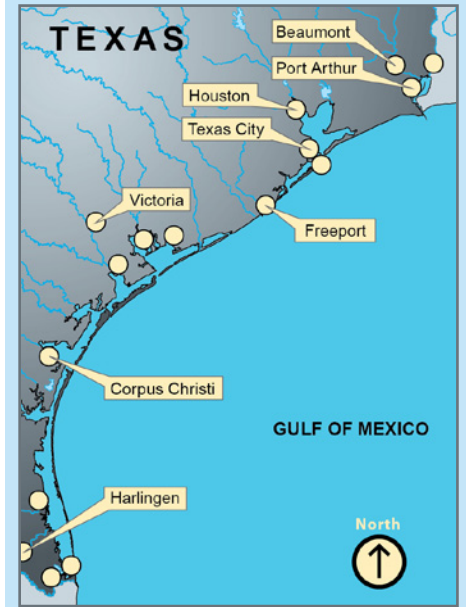 TEXAS
Beaumont
Port Arthur
Houston
Texas City
Victoria
Freeport
Corpus Christi
GULF OF MEXICO
Harlingen
North